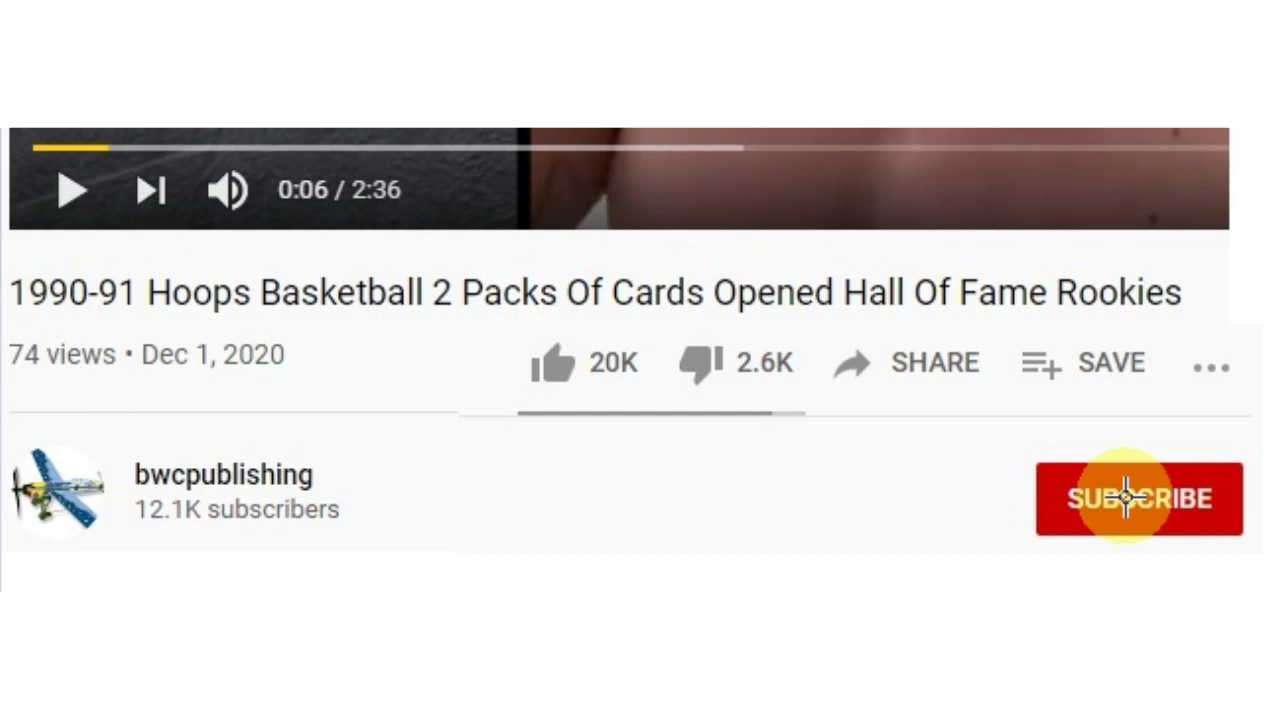 0:06 / 2:36
1990-91 Hoops Basketball 2 Packs Of Cards Opened Hall Of Fame Rookies
74 views • Dec 1, 2020
20K 2.6K SHARE SAVE
bwcpublishing
12.1K subscribers
SUBSCRIBE